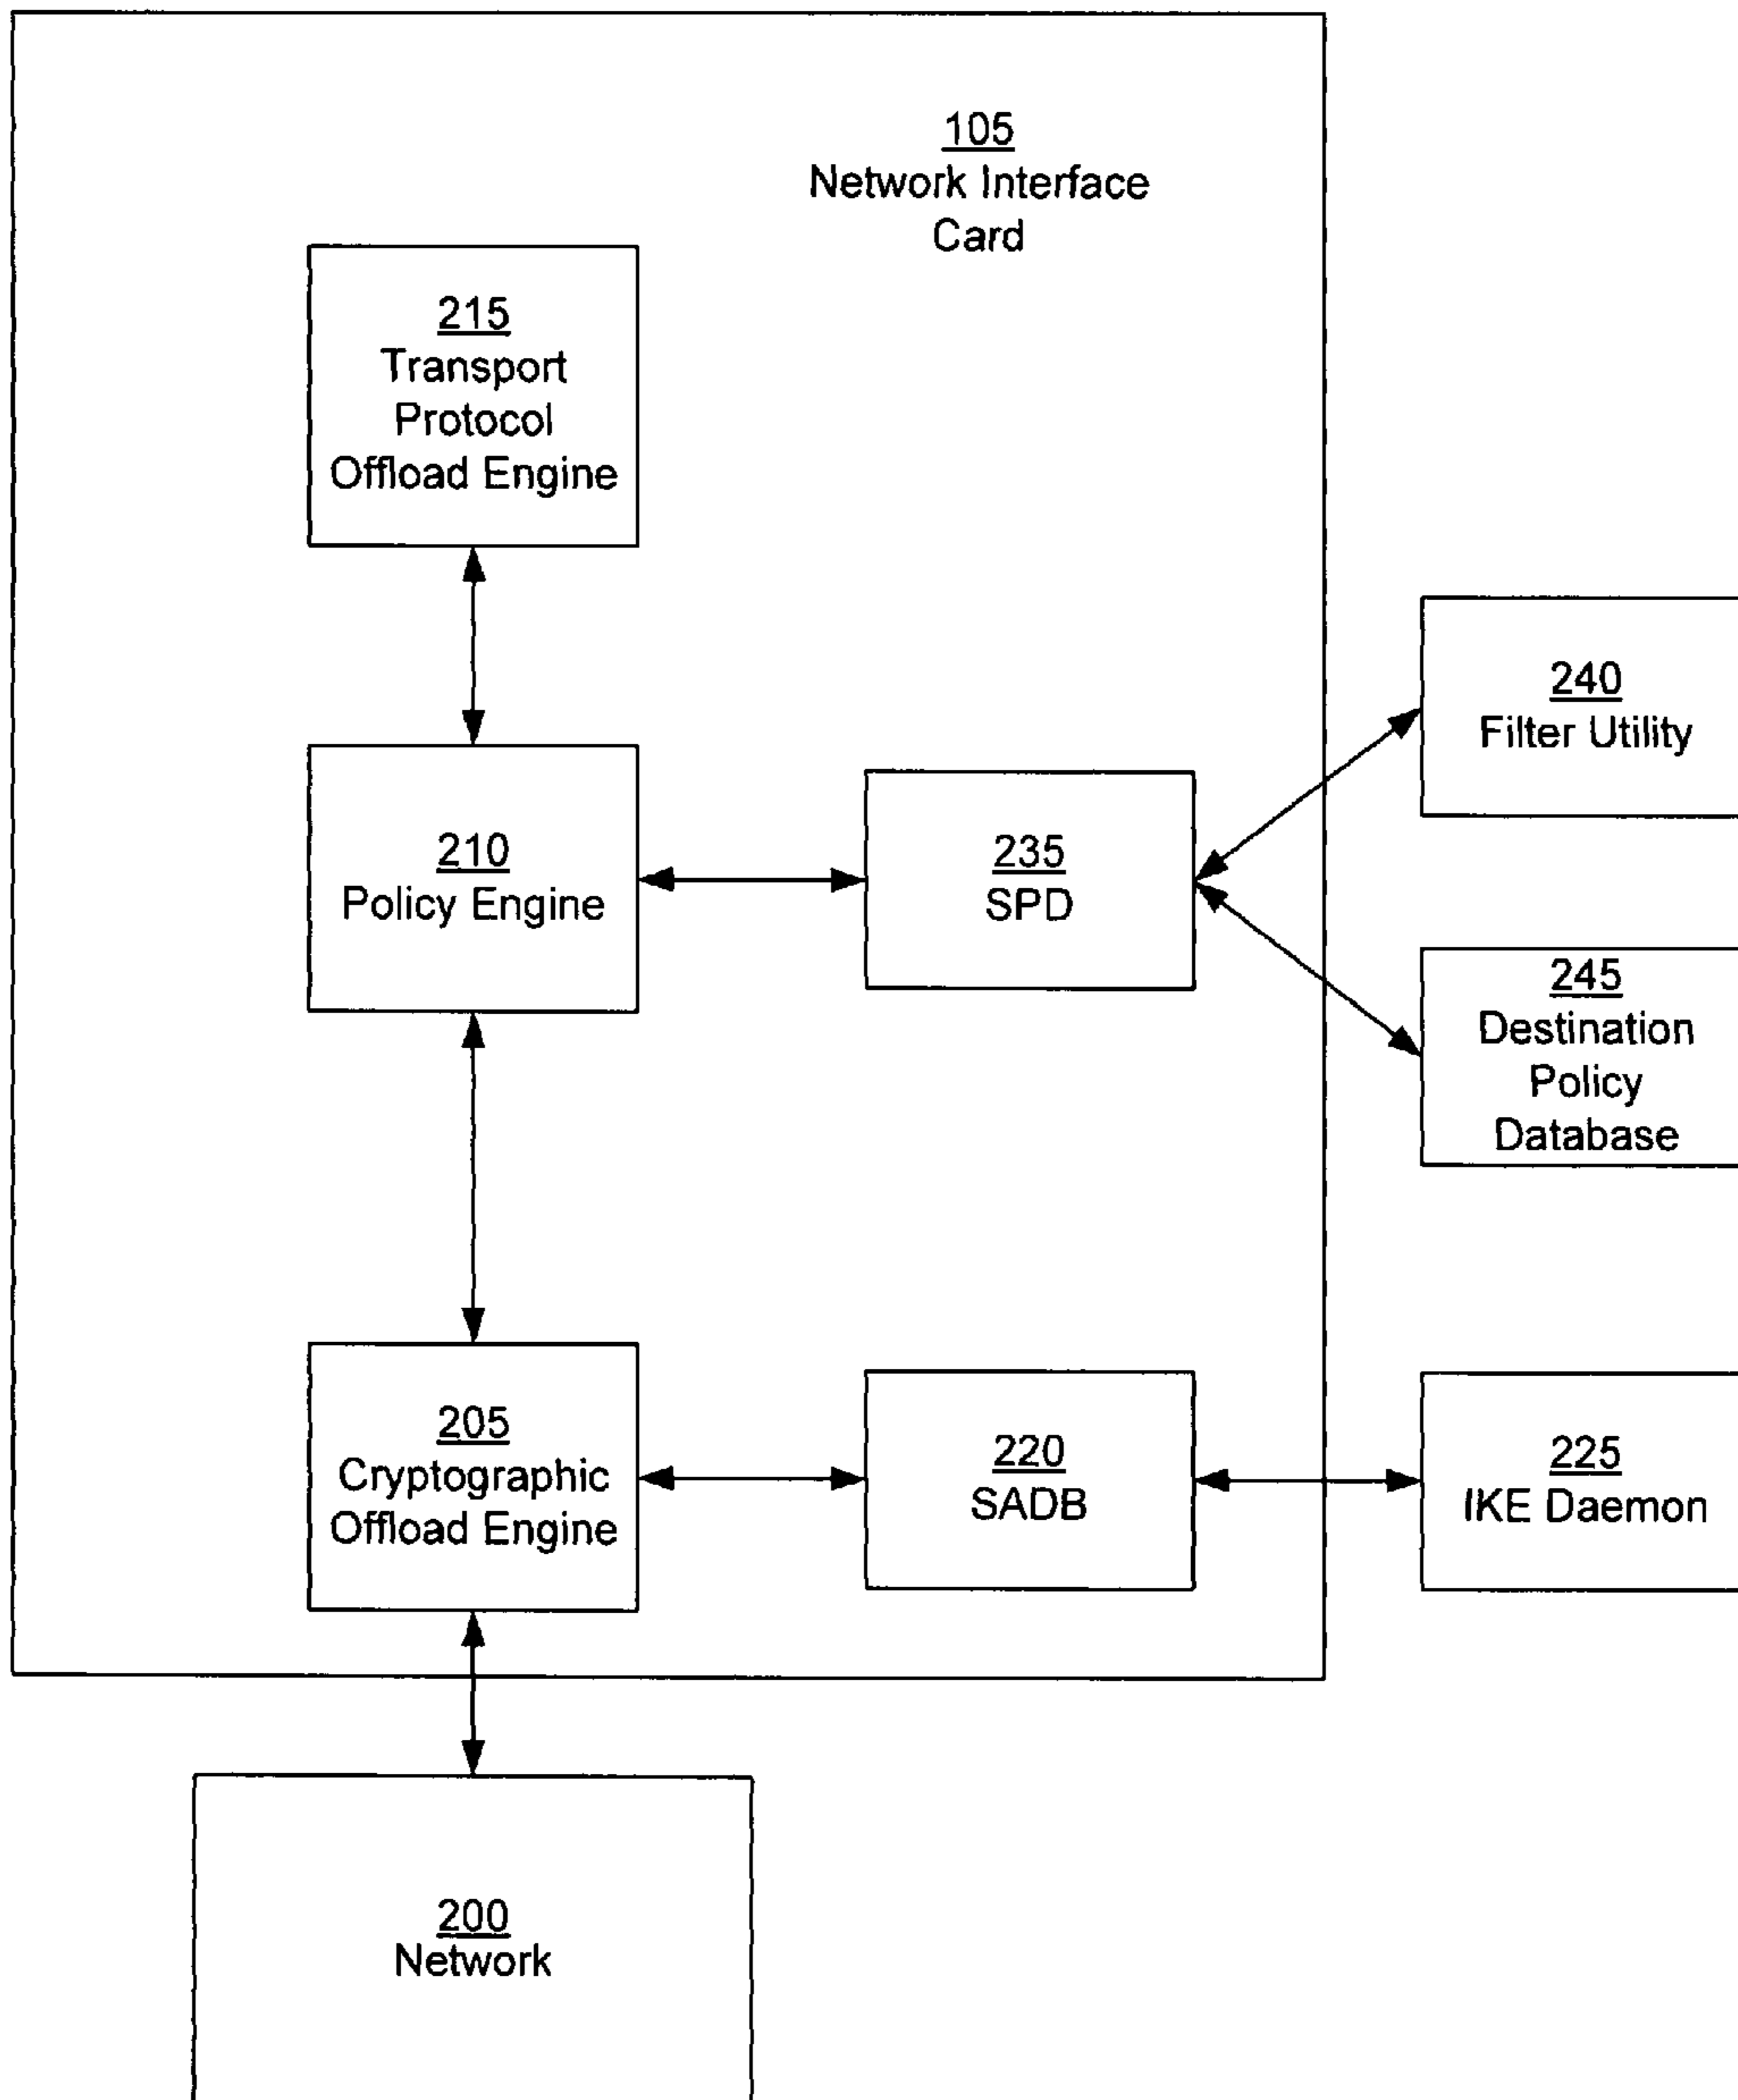 105
Network Interface
Card
215
Transport
Protocol
Offload Engine
240
Filter Utility
210
Policy Engine
235
SPD
245
Destination
Policy
Database
205
Cryptographic
Offload Engine
220
SADB
225
IKE Daemon
200
Network